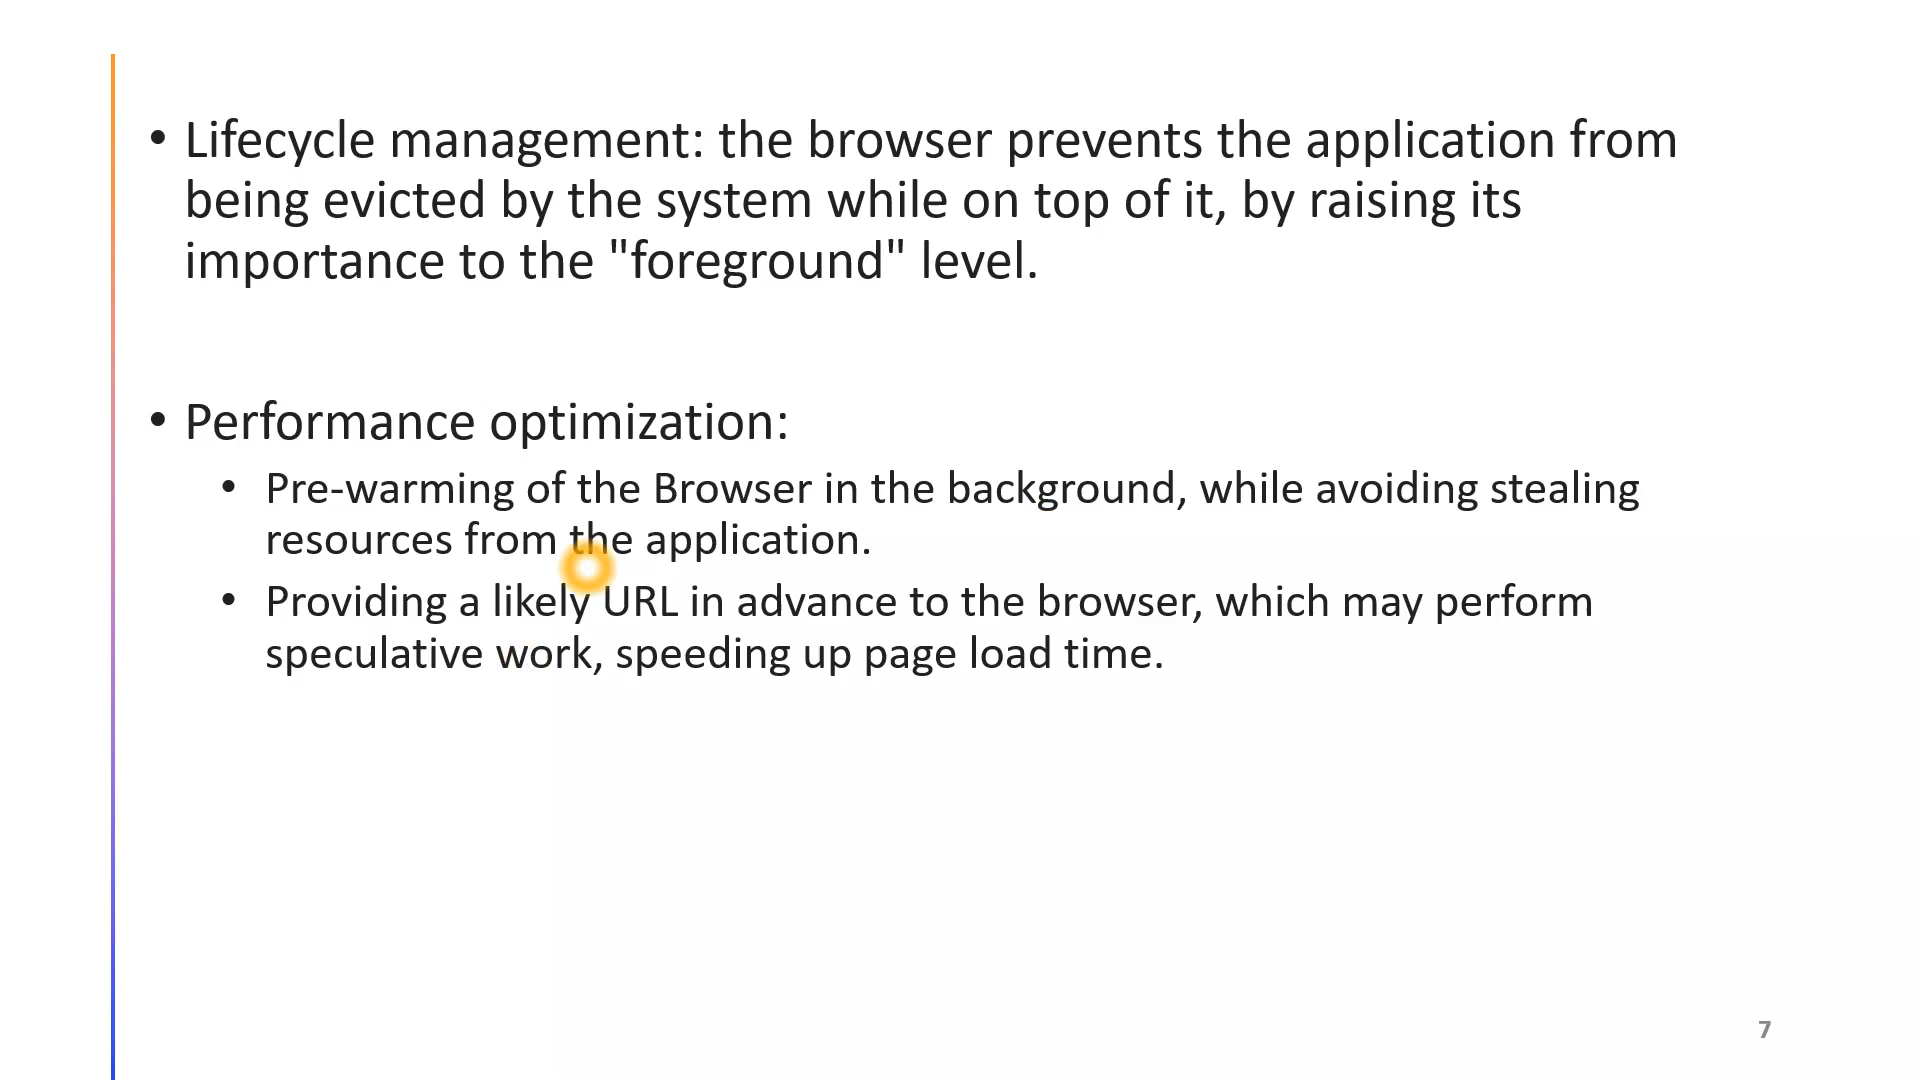 • Lifecycle management: the browser prevents the application from
being evicted by the system while on top of it, by raising its
importance to the "foreground" level.
• Performance optimization:
• Pre-warming of the Browser in the background, while avoiding stealing
resources from the application.
• Providing a likely URL in advance to the browser, which may perform
speculative work, speeding up page load time.
7